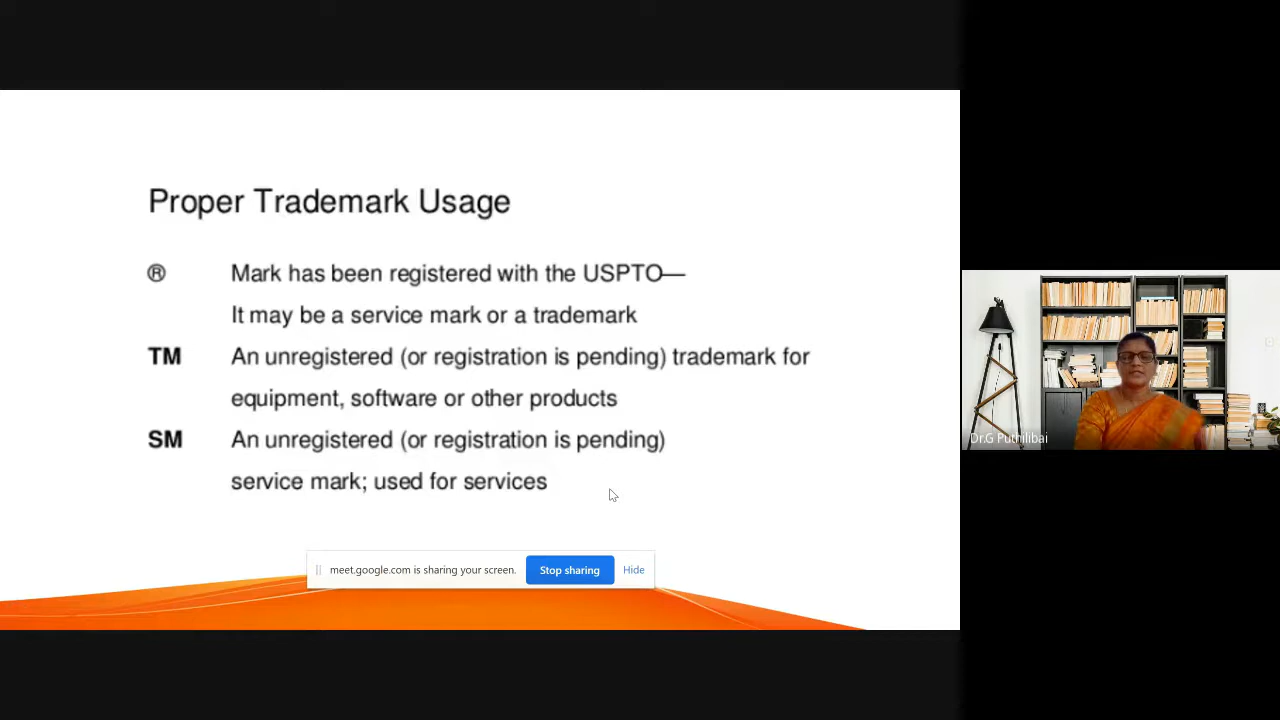 Proper Trademark Usage
® Mark has been registered with the USPTO—
It may be a service mark or a trademark
TM An unregistered (or registration is pending) trademark for
equipment, software or other products
SM An unregistered (or registration is pending)
service mark; used for services
meet.google.com is sharing your screen. Stop sharing Hide
Dr.G Puthilibai